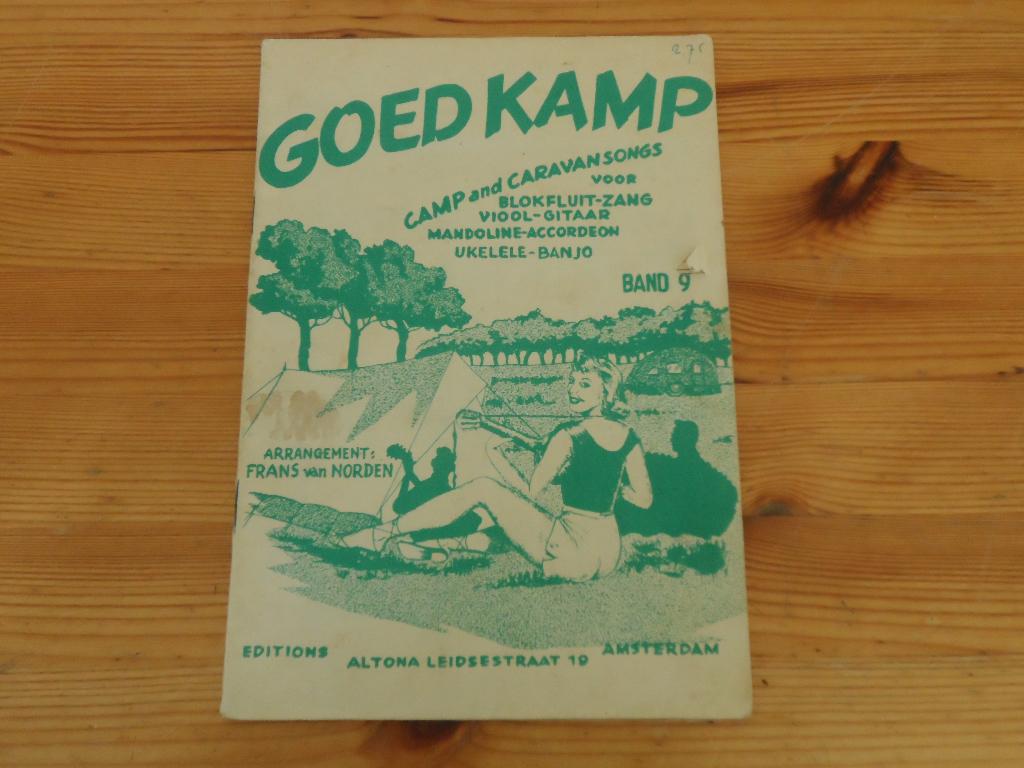 275
GOED KAMP
CAMP and CARAVAN SONGS
VOOR
BLOKFLUIT-ZANG
VIOOL-GITAAR
MANDOLINE-ACCORDEON
UKELELE-BANJO
BAND 9
ARRANGEMENT:
FRANS van NORDEN
EDITIONS ALTONA LEIDSESTRAAT 19 AMSTERDAM